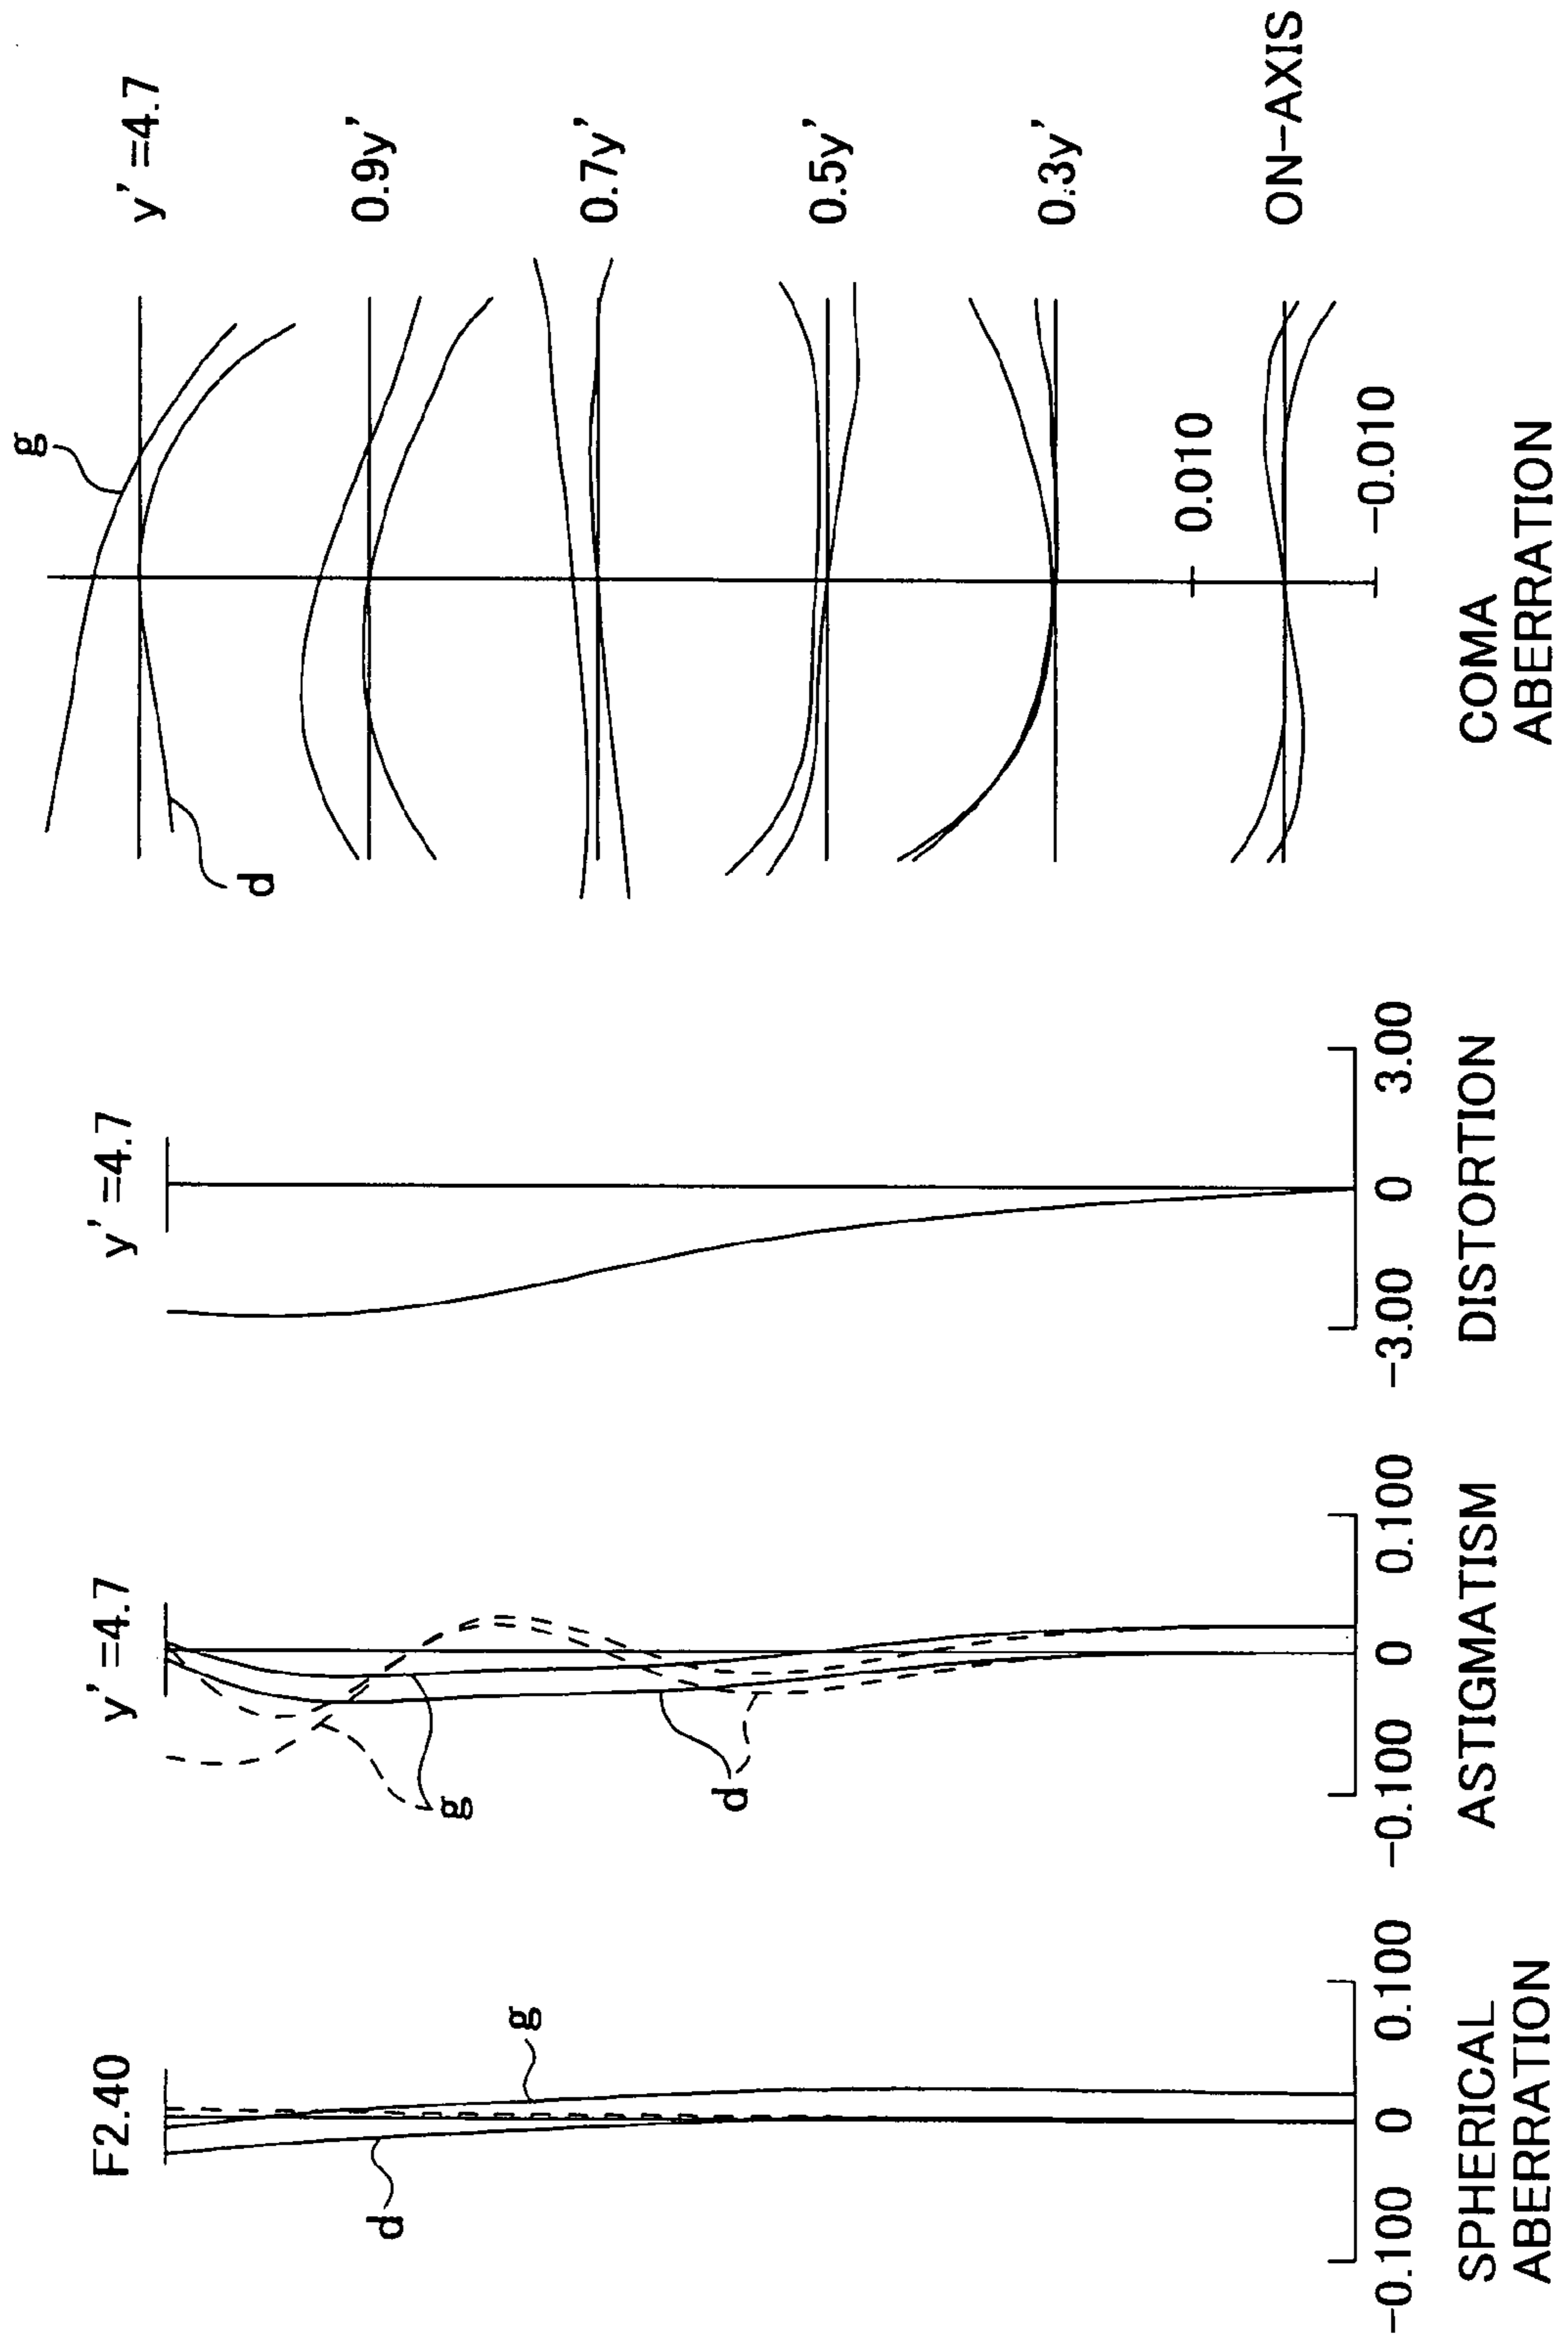 F2.40
d
g
-0.100 0 0.100
SPHERICAL
ABERRATION
y'=4.7
g
d
-0.100 0 0.100
ASTIGMATISM
y'=4.7
-3.00 0 3.00
DISTORTION
g
d
y'=4.7
0.9y'
0.7y'
0.5y'
0.3y'
0.010
ON-AXIS
-0.010
COMA
ABERRATION